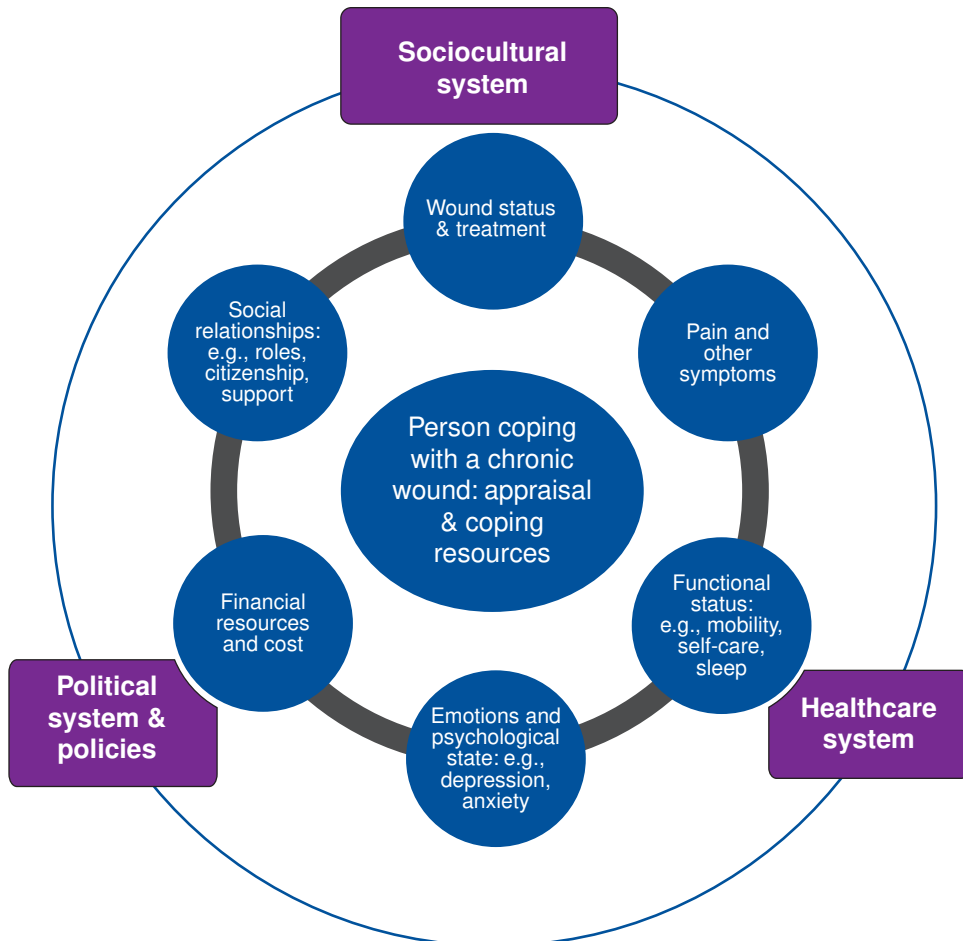 Sociocultural
system
Wound status
& treatment
Social
relationships:
e.g., roles,
citizenship,
support
Pain and
other
symptoms
Person coping
with a chronic
wound: appraisal
& coping
resources
Financial
resources
and cost
Functional
status:
e.g., mobility,
self-care,
sleep
Political
system &
policies
Emotions and
psychological
state: e.g.,
depression,
anxiety
Healthcare
system